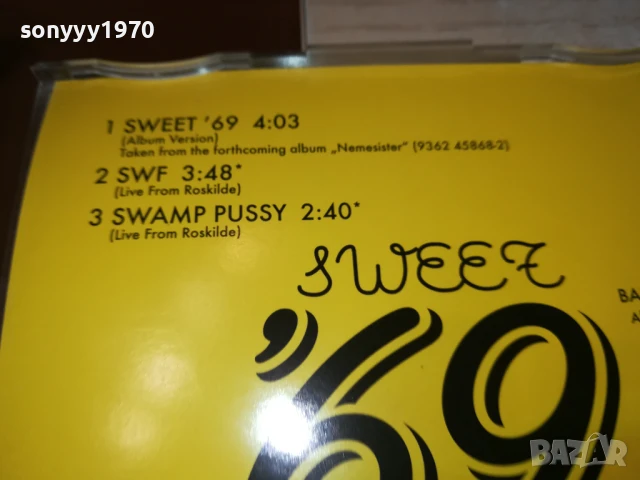 sonyyy1970
1 SWEET '69 4:03
(Album Version)
Taken from the forthcoming album „Nemesister" (9362 45868-2)
2 SWF 3:48*
(Live From Roskilde)
3 SWAMP PUSSY 2:40*
(Live From Roskilde)
SWEET
'69
BA
A
BAZAR